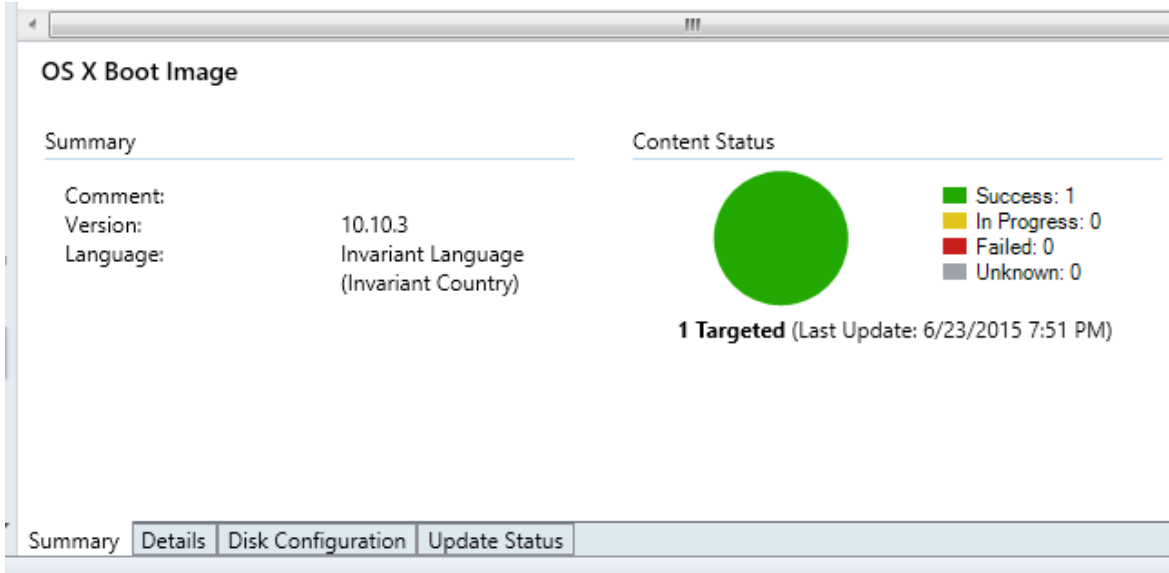 OS X Boot Image
Summary
Comment:
Version: 10.10.3
Language: Invariant Language
(Invariant Country)
Content Status
Success: 1
In Progress: 0
Failed: 0
Unknown: 0
1 Targeted (Last Update: 6/23/2015 7:51 PM)
Summary Details Disk Configuration Update Status